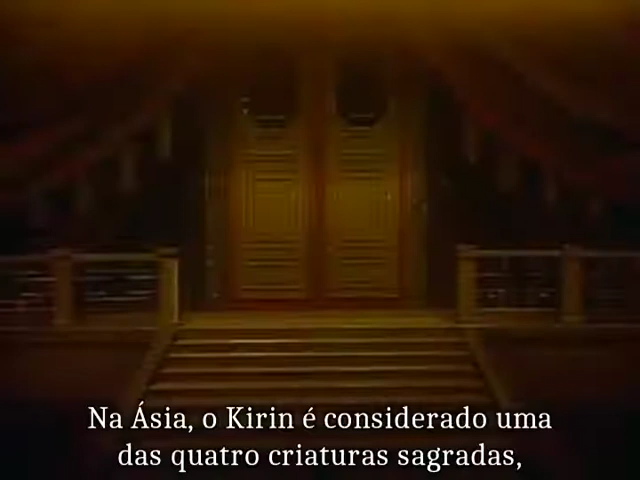 Na Ásia, o Kirin é considerado uma
das quatro criaturas sagradas,